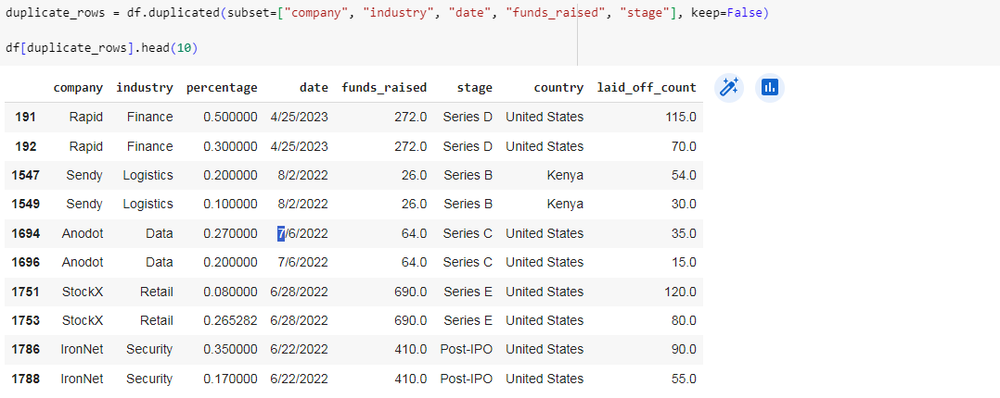 duplicate_rows = df.duplicated(subset=["company", "industry", "date", "funds_raised", "stage"], keep=False)
df[duplicate_rows].head(10)
company industry percentage date funds_raised stage country laid_off_count
191 Rapid Finance 0.500000 4/25/2023 272.0 Series D United States 115.0
192 Rapid Finance 0.300000 4/25/2023 272.0 Series D United States 70.0
1547 Sendy Logistics 0.200000 8/2/2022 26.0 Series B Kenya 54.0
1549 Sendy Logistics 0.100000 8/2/2022 26.0 Series B Kenya 30.0
1694 Anodot Data 0.270000 7/6/2022 64.0 Series C United States 35.0
1696 Anodot Data 0.200000 7/6/2022 64.0 Series C United States 15.0
1751 StockX Retail 0.080000 6/28/2022 690.0 Series E United States 120.0
1753 StockX Retail 0.265282 6/28/2022 690.0 Series E United States 80.0
1786 IronNet Security 0.350000 6/22/2022 410.0 Post-IPO United States 90.0
1788 IronNet Security 0.170000 6/22/2022 410.0 Post-IPO United States 55.0